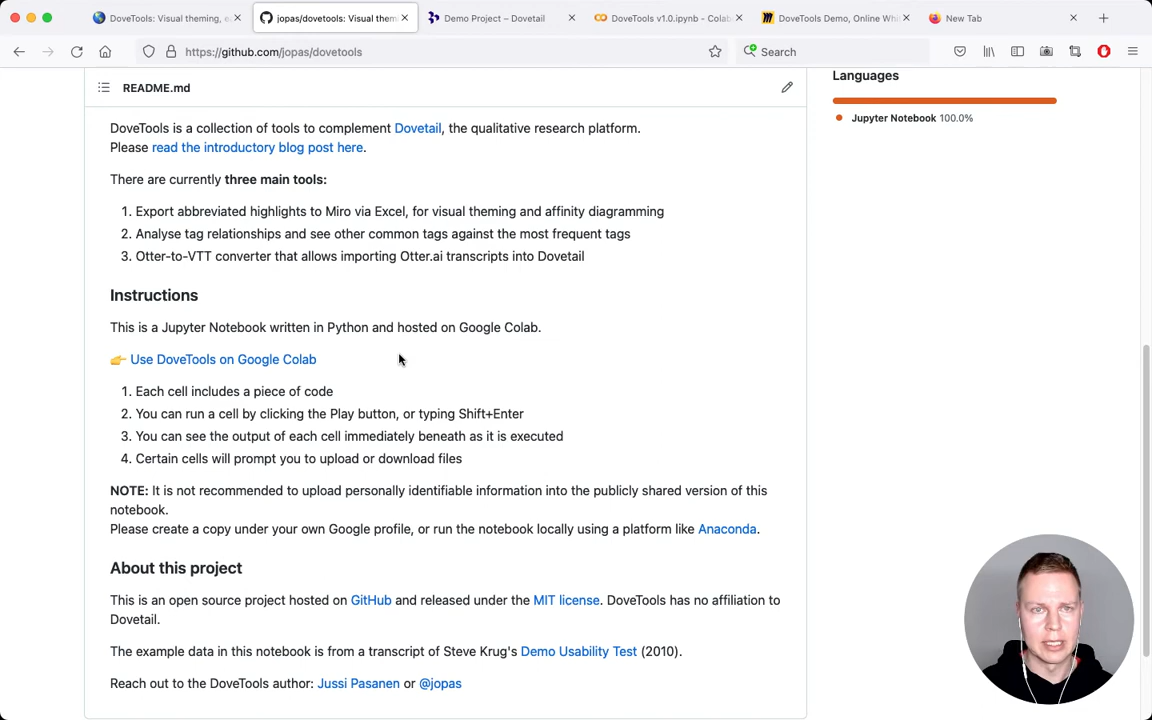 DoveTools: Visual theming, e
jopas/dovetools: Visual them
Demo Project – Dovetail
DoveTools v1.0.ipynb - Colab
DoveTools Demo, Online Whi
New Tab
https://github.com/jopas/dovetools
Search
README.md
Languages
Jupyter Notebook 100.0%
DoveTools is a collection of tools to complement Dovetail, the qualitative research platform.
Please read the introductory blog post here.
There are currently three main tools:
1. Export abbreviated highlights to Miro via Excel, for visual theming and affinity diagramming
2. Analyse tag relationships and see other common tags against the most frequent tags
3. Otter-to-VTT converter that allows importing Otter.ai transcripts into Dovetail
Instructions
This is a Jupyter Notebook written in Python and hosted on Google Colab.
👉 Use DoveTools on Google Colab
1. Each cell includes a piece of code
2. You can run a cell by clicking the Play button, or typing Shift+Enter
3. You can see the output of each cell immediately beneath as it is executed
4. Certain cells will prompt you to upload or download files
NOTE: It is not recommended to upload personally identifiable information into the publicly shared version of this
notebook.
Please create a copy under your own Google profile, or run the notebook locally using a platform like Anaconda.
About this project
This is an open source project hosted on GitHub and released under the MIT license. DoveTools has no affiliation to
Dovetail.
The example data in this notebook is from a transcript of Steve Krug's Demo Usability Test (2010).
Reach out to the DoveTools author: Jussi Pasanen or @jopas